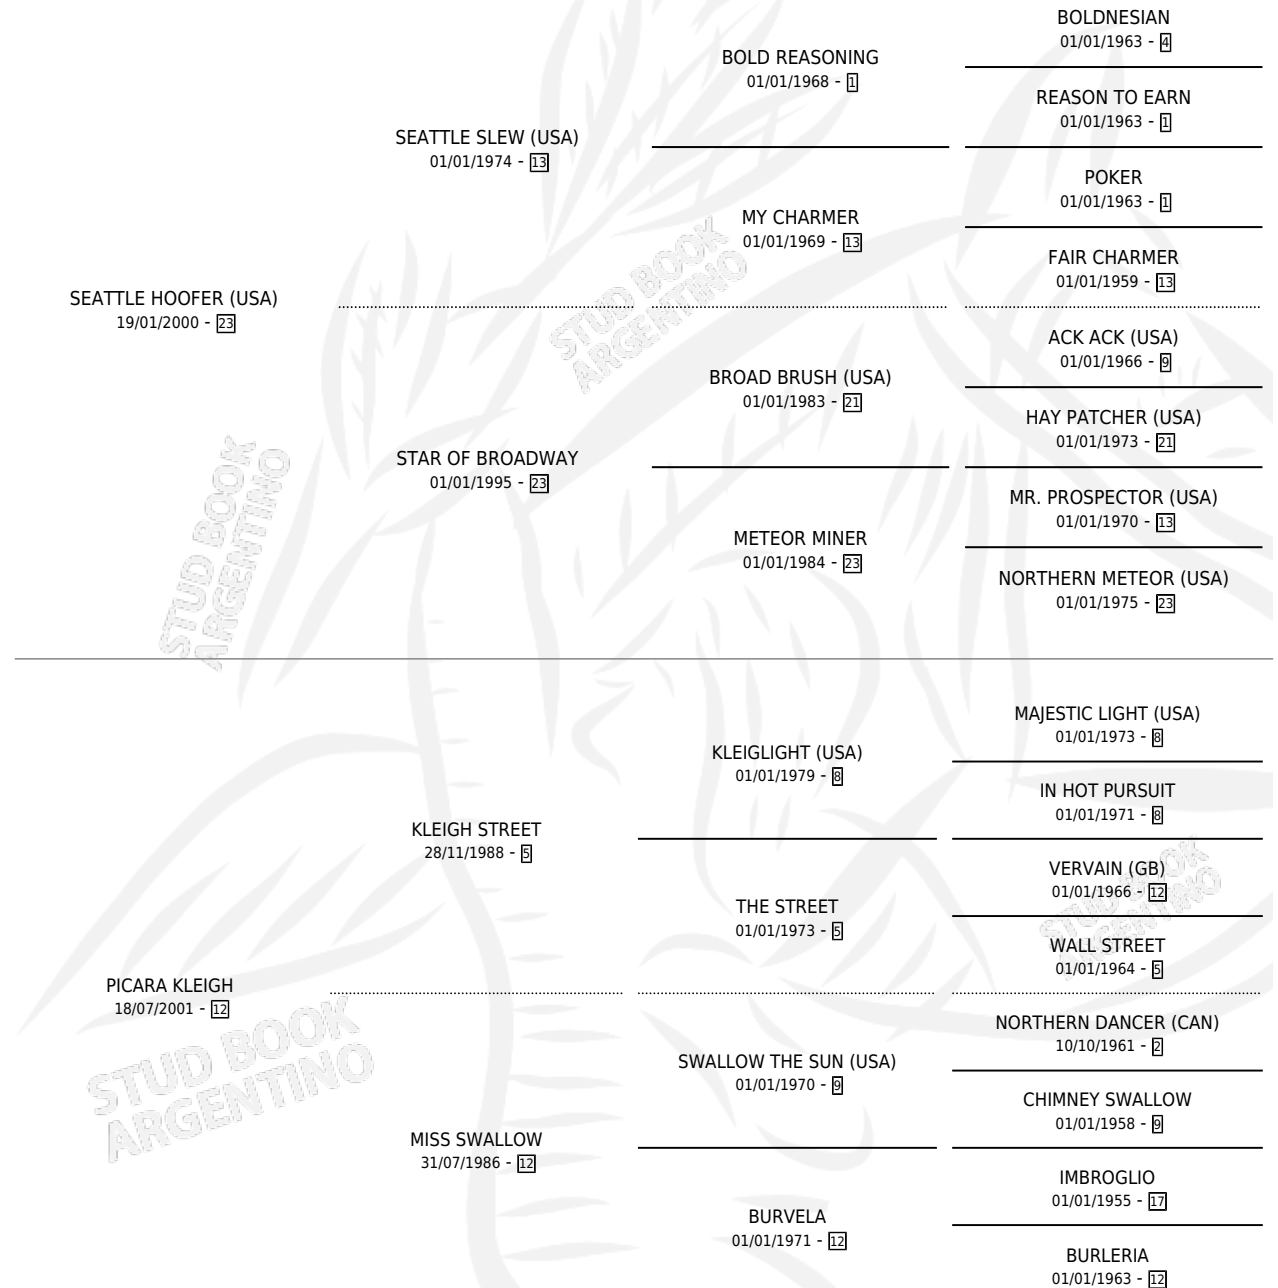 BOLDNESIAN
01/01/1963 - 4
BOLD REASONING
01/01/1968 - 1
REASON TO EARN
01/01/1963 - 1
SEATTLE SLEW (USA)
01/01/1974 - 13
POKER
01/01/1963 - 1
MY CHARMER
01/01/1969 - 13
FAIR CHARMER
01/01/1959 - 13
SEATTLE HOOFER (USA)
19/01/2000 - 23
ACK ACK (USA)
01/01/1966 - 9
BROAD BRUSH (USA)
01/01/1983 - 21
HAY PATCHER (USA)
01/01/1973 - 21
STAR OF BROADWAY
01/01/1995 - 23
MR. PROSPECTOR (USA)
01/01/1970 - 13
METEOR MINER
01/01/1984 - 23
NORTHERN METEOR (USA)
01/01/1975 - 23
MAJESTIC LIGHT (USA)
01/01/1973 - 8
KLEIGLIGHT (USA)
01/01/1979 - 8
IN HOT PURSUIT
01/01/1971 - 8
KLEIGH STREET
28/11/1988 - 5
VERVAIN (GB)
01/01/1966 - 12
THE STREET
01/01/1973 - 5
WALL STREET
01/01/1964 - 5
PICARA KLEIGH
18/07/2001 - 12
NORTHERN DANCER (CAN)
10/10/1961 - 2
SWALLOW THE SUN (USA)
01/01/1970 - 9
CHIMNEY SWALLOW
01/01/1958 - 9
MISS SWALLOW
31/07/1986 - 12
IMBROGLIO
01/01/1955 - 17
BURVELA
01/01/1971 - 12
BURLERIA
01/01/1963 - 12
STUD BOOK
ARGENTINO
STUD BOOK
ARGENTINO
STUD BOOK
ARGENTINO
STUD BOOK
ARGENTINO